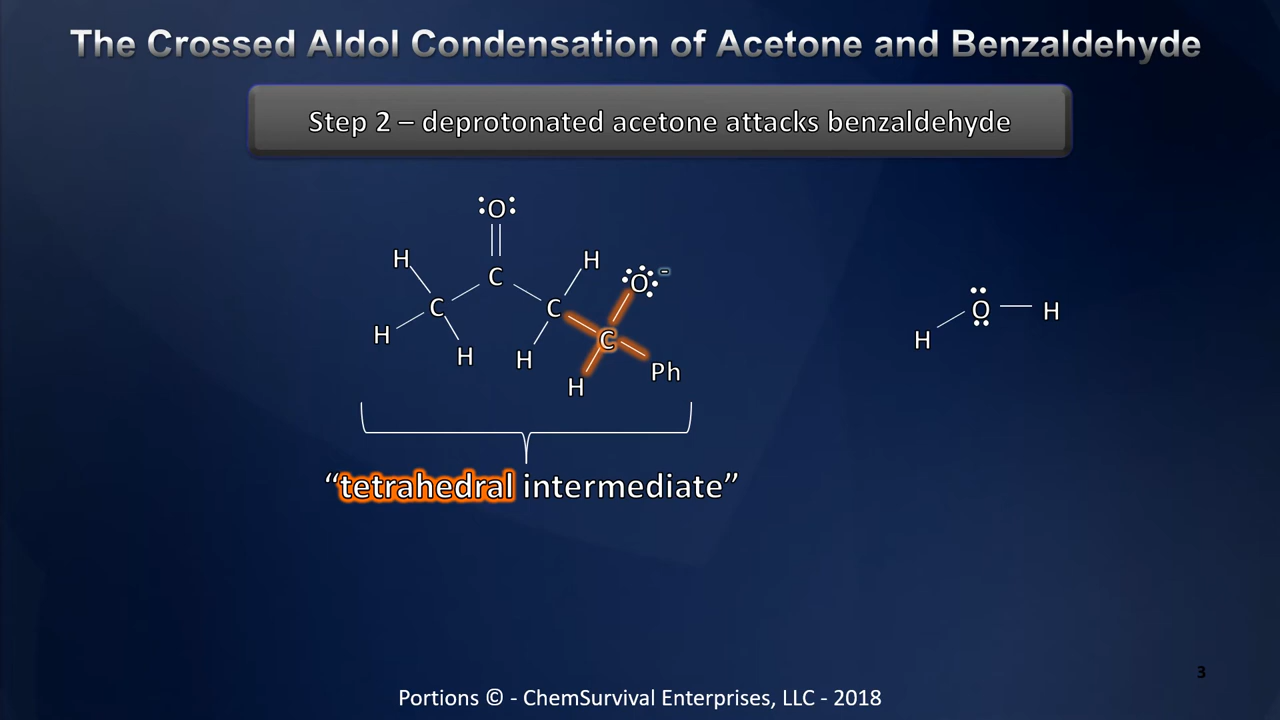 The Crossed Aldol Condensation of Acetone and Benzaldehyde
Step 2 – deprotonated acetone attacks benzaldehyde
O
H
H
C
O
-
C
C
O
H
H
C
H
H
H
H
Ph
H
“tetrahedral intermediate”
3
Portions © - ChemSurvival Enterprises, LLC - 2018